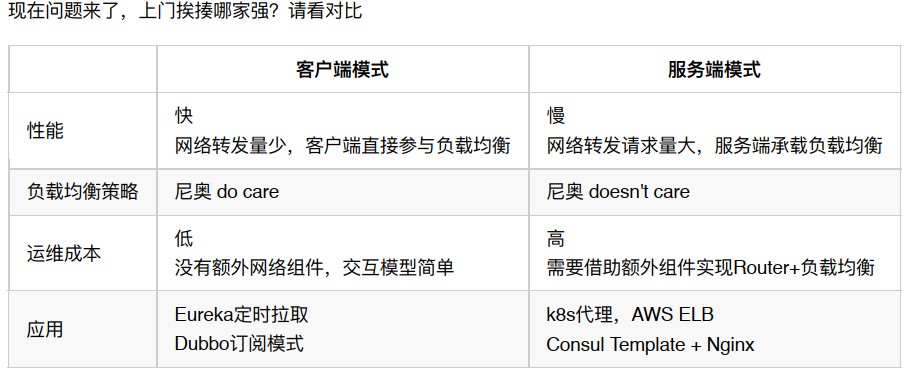 现在问题来了，上门挨揍哪家强？请看对比
客户端模式 服务端模式
性能
快
网络转发量少，客户端直接参与负载均衡
慢
网络转发请求量大，服务端承载负载均衡
负载均衡策略 尼奥 do care 尼奥 doesn't care
运维成本
低
没有额外网络组件，交互模型简单
高
需要借助额外组件实现Router+负载均衡
应用
Eureka定时拉取
Dubbo订阅模式
k8s代理，AWS ELB
Consul Template + Nginx